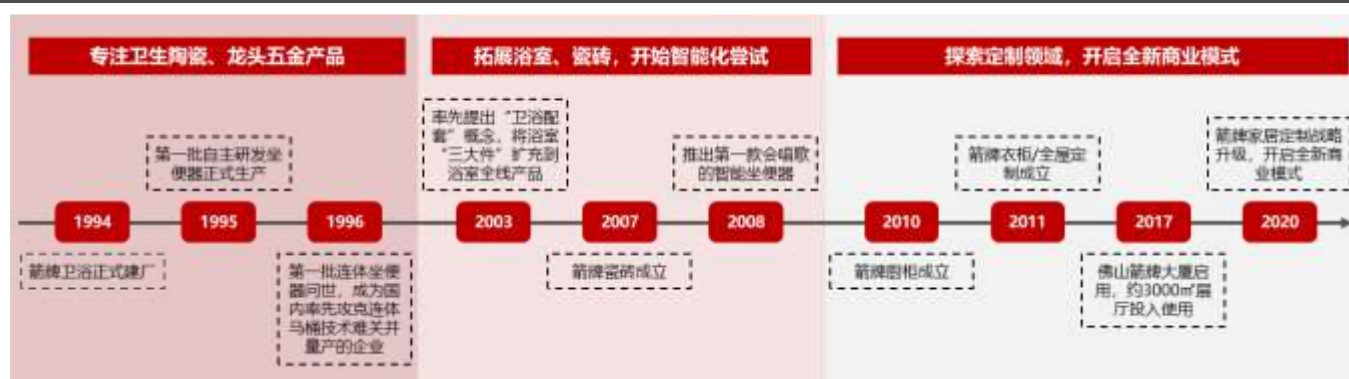 专注卫生陶瓷、龙头五金产品
拓展浴室、瓷砖，开始智能化尝试
探索定制领域，开启全新商业模式
第一批自主研发坐
便器正式生产
率先提出“卫浴配
套”概念，将浴室
“三大件”扩充到
浴室全线产品
推出第一款会唱歌
的智能坐便器
箭牌衣柜/全屋定
制成立
箭牌家居定制战略
升级，开启全新商
业模式
1994
1995
1996
2003
2007
2008
2010
2011
2017
2020
箭牌卫浴正式建厂
第一批连体坐便
器问世，成为国
内率先攻克连体
马桶技术难关并
量产的企业
箭牌瓷砖成立
箭牌厨柜成立
佛山箭牌大厦启
用，约3000㎡展
厅投入使用